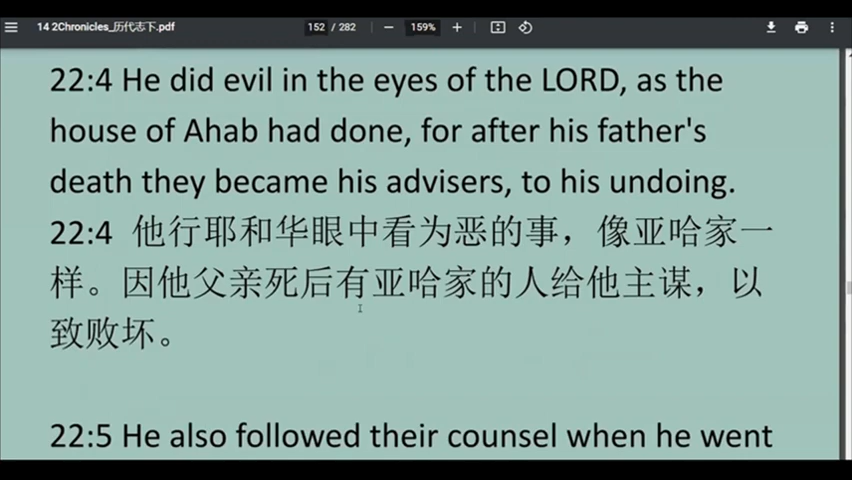 14 2Chronicles_历代志下.pdf 152 / 282 159%
22:4 He did evil in the eyes of the LORD, as the
house of Ahab had done, for after his father's
death they became his advisers, to his undoing.
22:4 他行耶和华眼中看为恶的事，像亚哈家一
样。因他父亲死后有亚哈家的人给他主谋，以
致败坏。
22:5 He also followed their counsel when he went